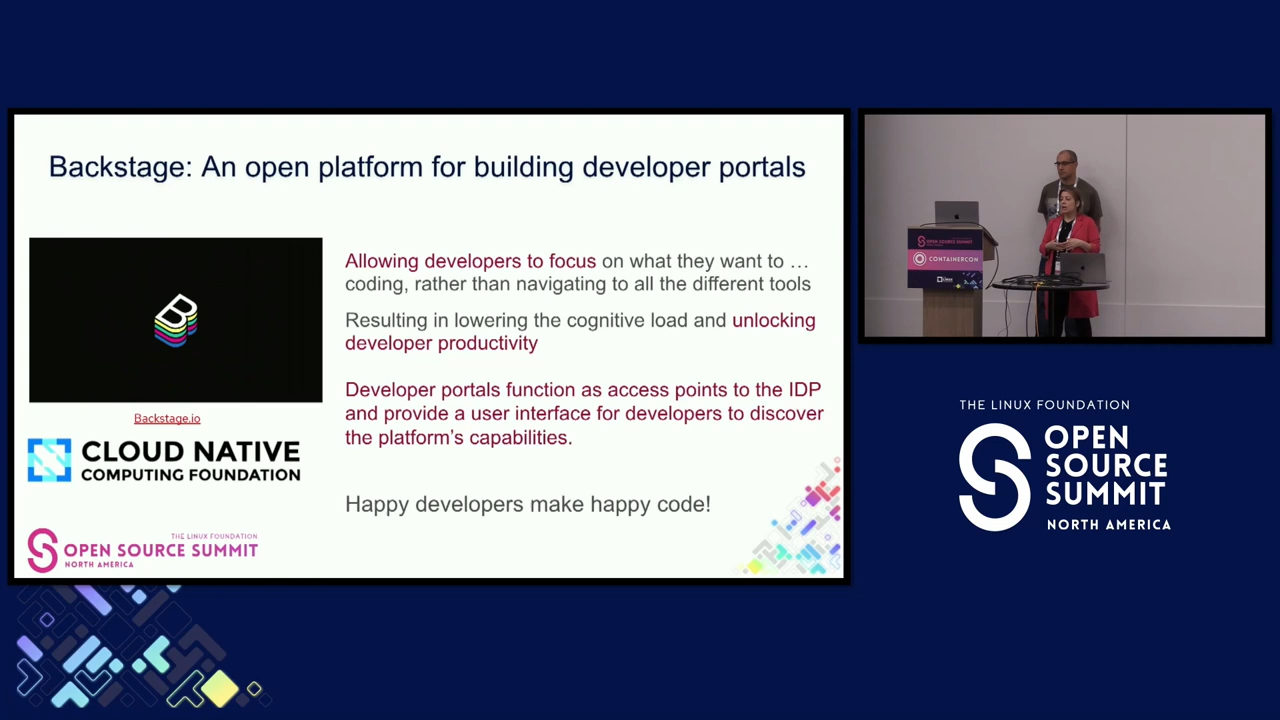 Backstage: An open platform for building developer portals
Allowing developers to focus on what they want to …
coding, rather than navigating to all the different tools
Resulting in lowering the cognitive load and unlocking
developer productivity
Developer portals function as access points to the IDP
and provide a user interface for developers to discover
the platform's capabilities.
Happy developers make happy code!
B
Backstage.io
CLOUD NATIVE
COMPUTING FOUNDATION
THE LINUX FOUNDATION
OPEN SOURCE SUMMIT
NORTH AMERICA
OPEN SOURCE SUMMIT
CONTAINERCON
THE LINUX FOUNDATION
OPEN
SOURCE
SUMMIT
NORTH AMERICA